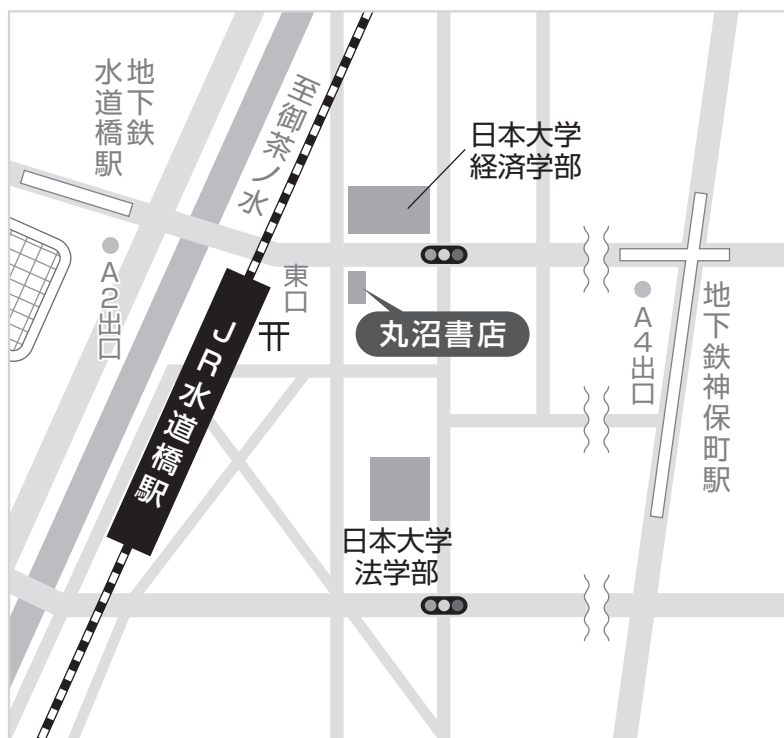 地下鉄
水道橋駅
至御茶ノ水
日本大学
経済学部
A2出口
東口
丸沼書店
A4出口
地下鉄神保町駅
JR水道橋駅
日本大学
法学部